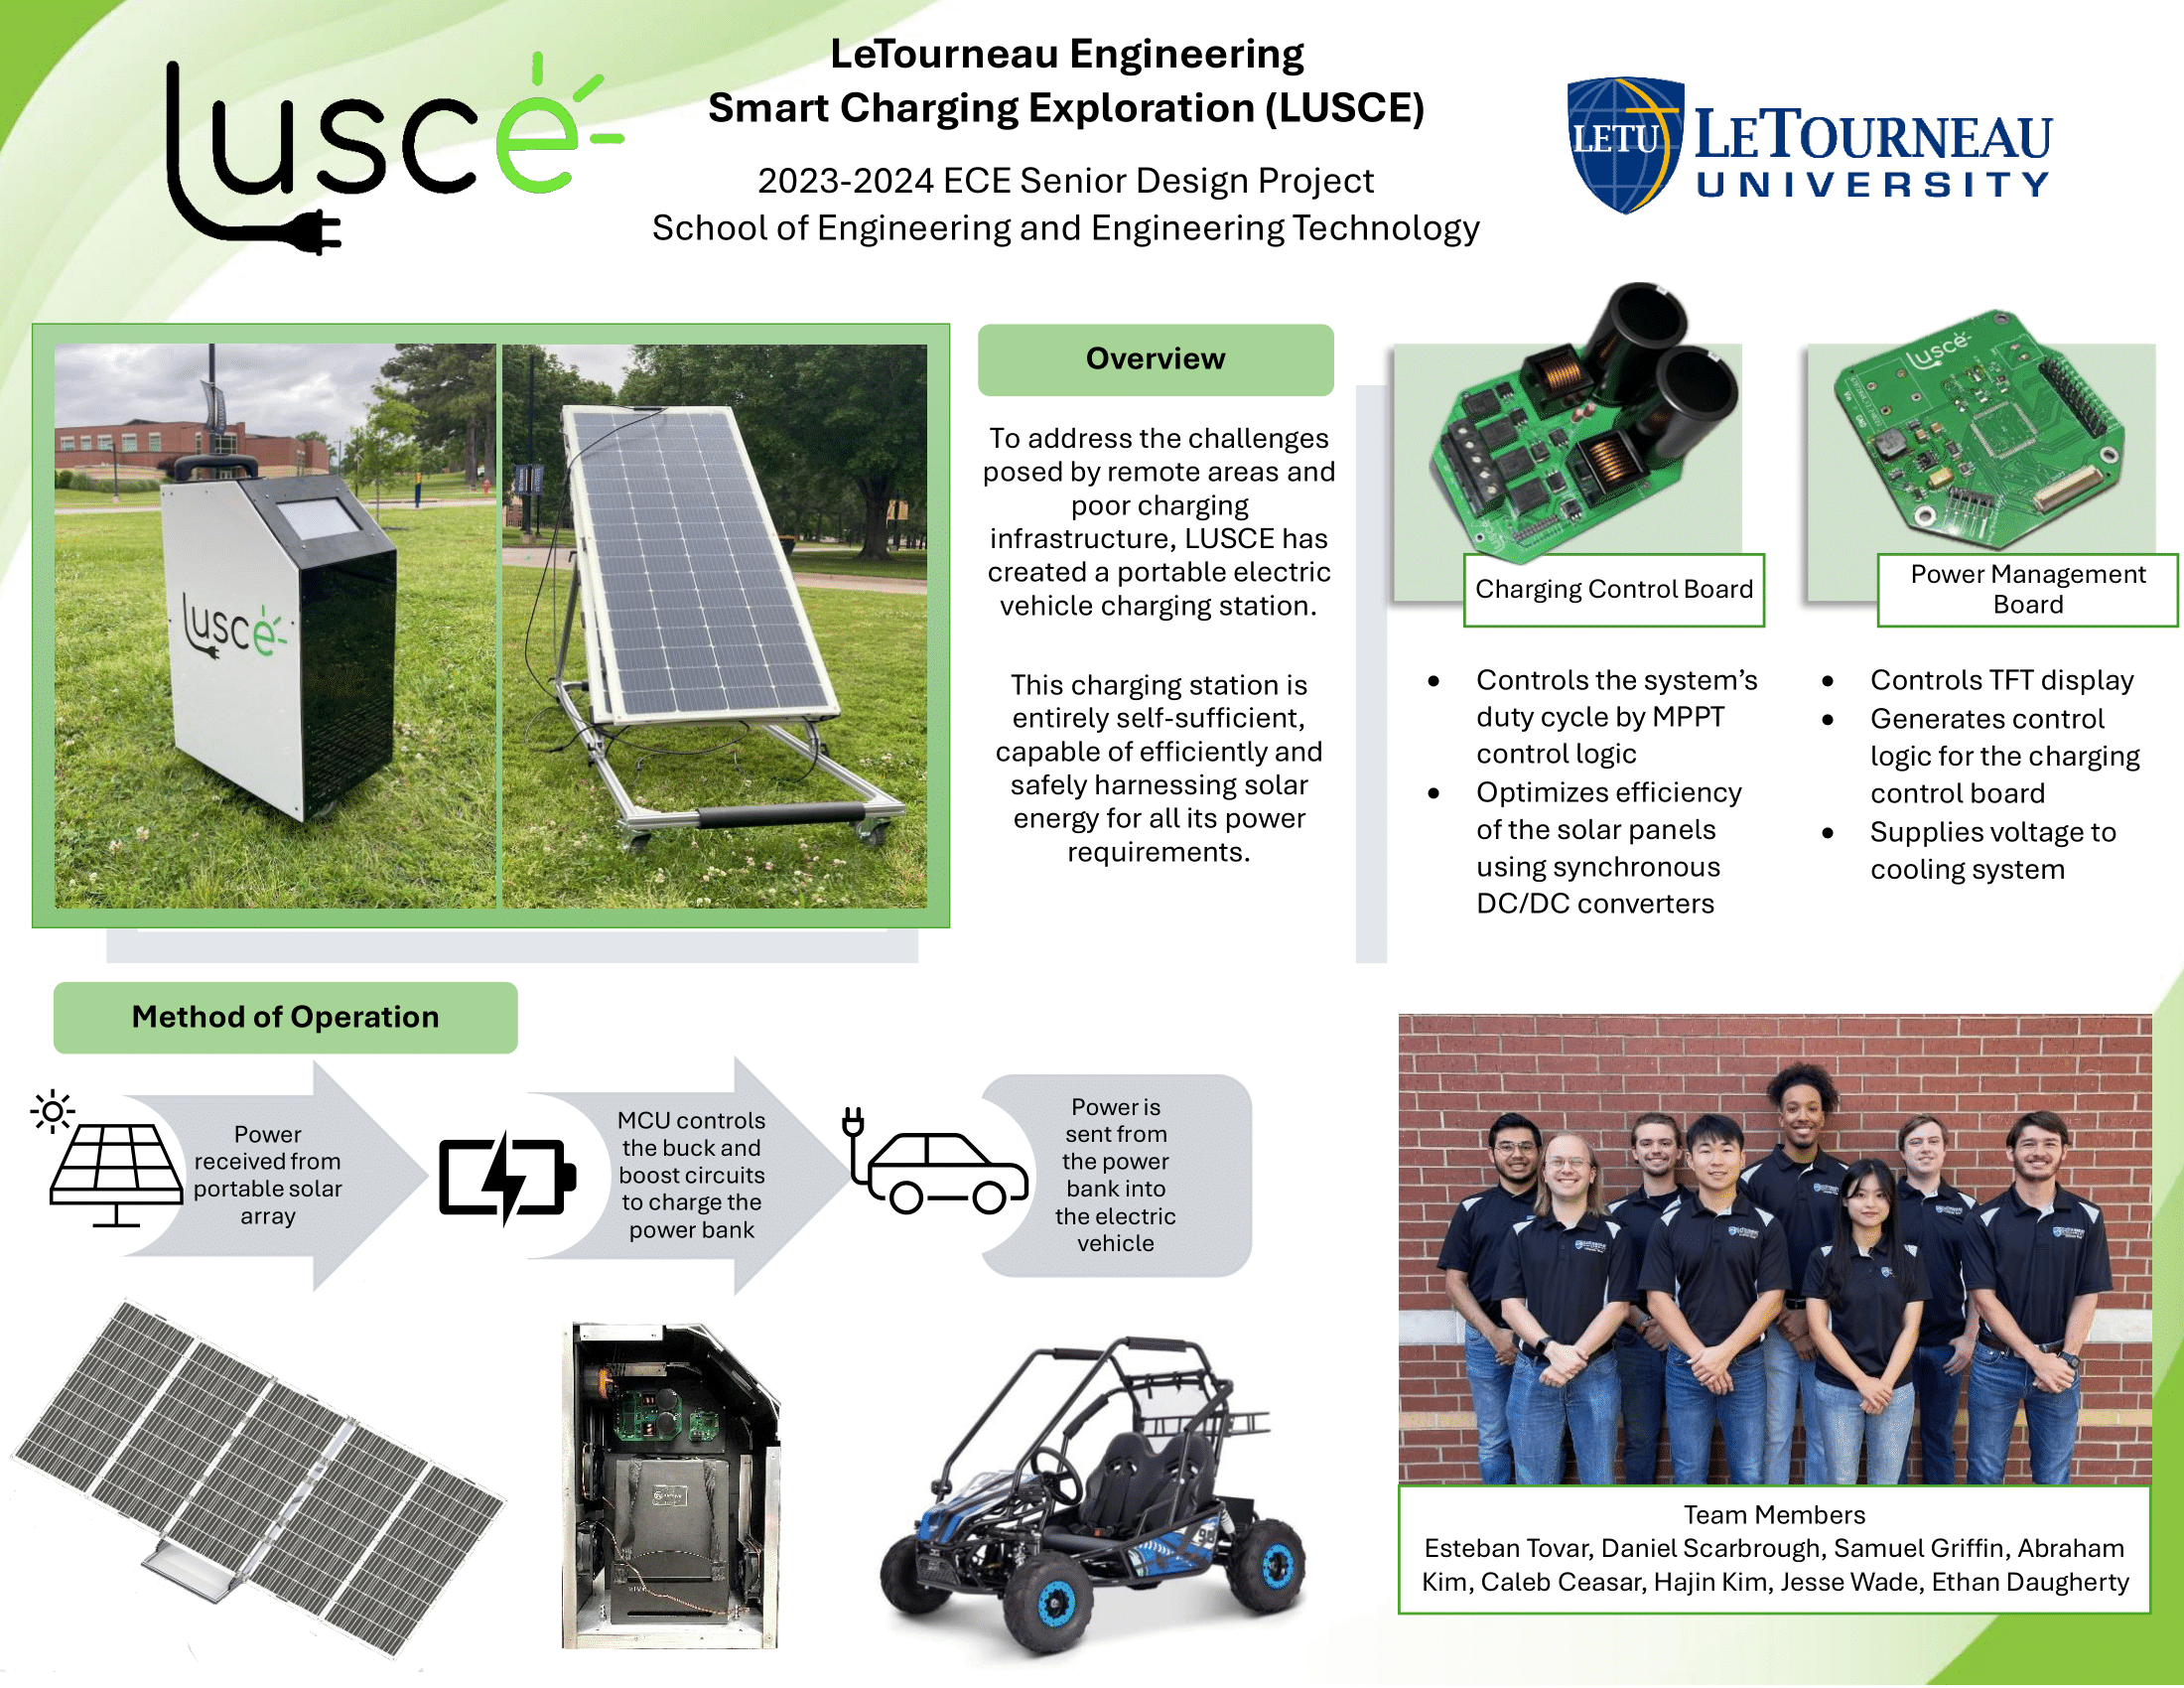 lusce
LeTourneau Engineering
Smart Charging Exploration (LUSCE)
2023-2024 ECE Senior Design Project
School of Engineering and Engineering Technology
LETU
LETOURNEAU
UNIVERSITY
lusce
Overview
To address the challenges
posed by remote areas and
poor charging
infrastructure, LUSCE has
created a portable electric
vehicle charging station.
This charging station is
entirely self-sufficient,
capable of efficiently and
safely harnessing solar
energy for all its power
requirements.
Charging Control Board
Controls the system’s
duty cycle by MPPT
control logic
Optimizes efficiency
of the solar panels
using synchronous
DC/DC converters
lusce
GND
Power Management
Board
Controls TFT display
Generates control
logic for the charging
control board
Supplies voltage to
cooling system
Method of Operation
Power
received from
portable solar
array
MCU controls
the buck and
boost circuits
to charge the
power bank
Power is
sent from
the power
bank into
the electric
vehicle
98
Team Members
Esteban Tovar, Daniel Scarbrough, Samuel Griffin, Abraham
Kim, Caleb Ceasar, Hajin Kim, Jesse Wade, Ethan Daugherty